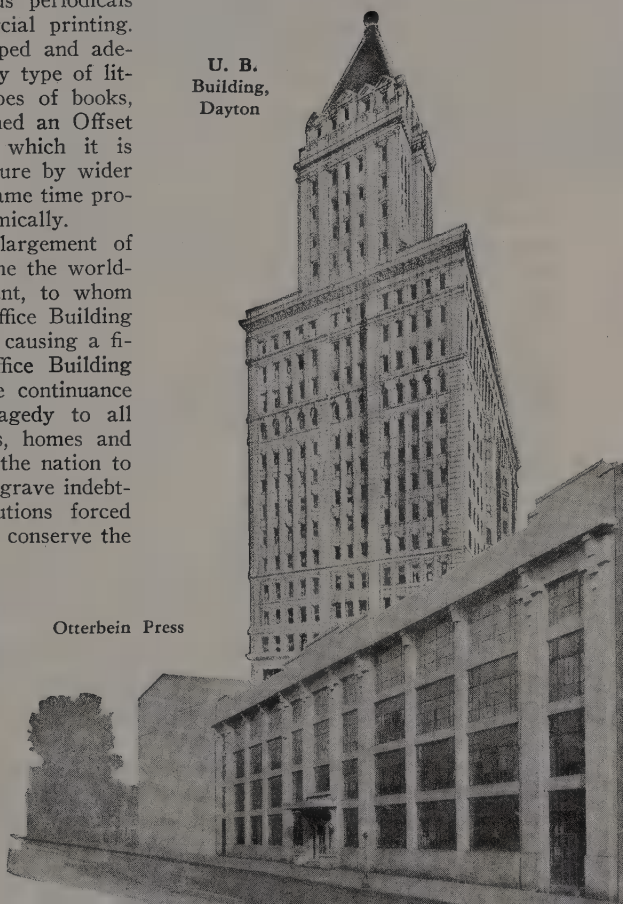 us periodicals
cial printing.
ped and ade-
y type of lit-
pes of books,
ned an Offset
which it is
ure by wider
ame time pro-
mically.
largement of
ne the world-
nt, to whom
ffice Building
causing a fi-
ffice Building
e continuance
agedy to all
s, homes and
the nation to
grave indebt-
utions forced
conserve the
U. B.
Building,
Dayton
Otterbein Press